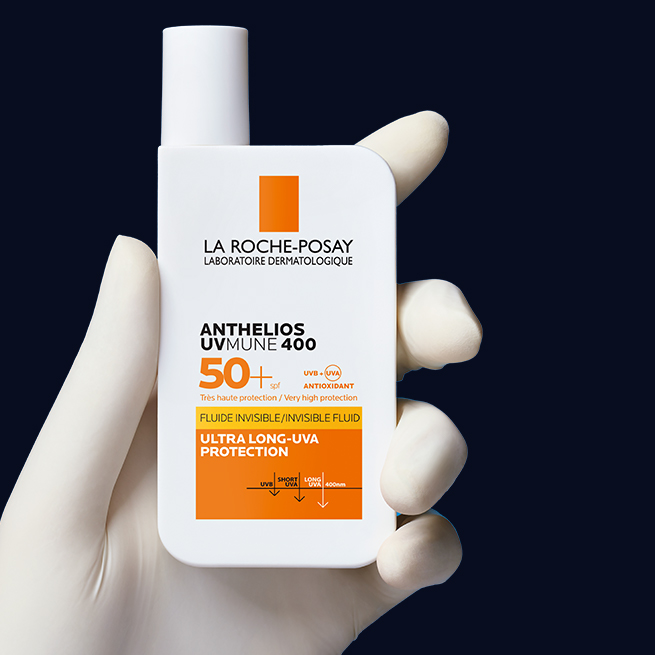 LA ROCHE-POSAY
LABORATOIRE DERMATOLOGIQUE
ANTHELIOS
UVMUNE 400
50+ spf
UVB + UVA
ANTIOXIDANT
Très haute protection / Very high protection
FLUIDE INVISIBLE/INVISIBLE FLUID
ULTRA LONG-UVA
PROTECTION
UVB
SHORT
UVA
LONG
UVA
400nm